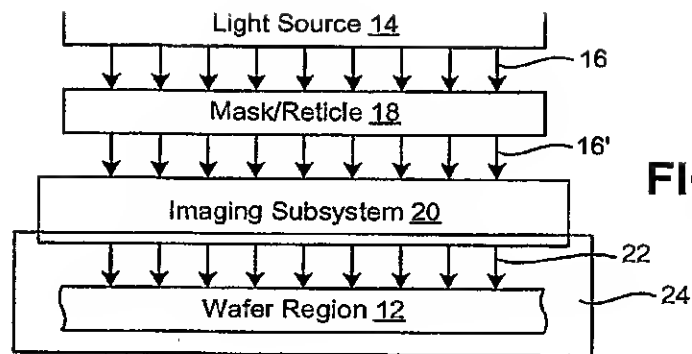 Light Source 14
16
Mask/Reticle 18
16'
Imaging Subsystem 20
22
24
Wafer Region 12